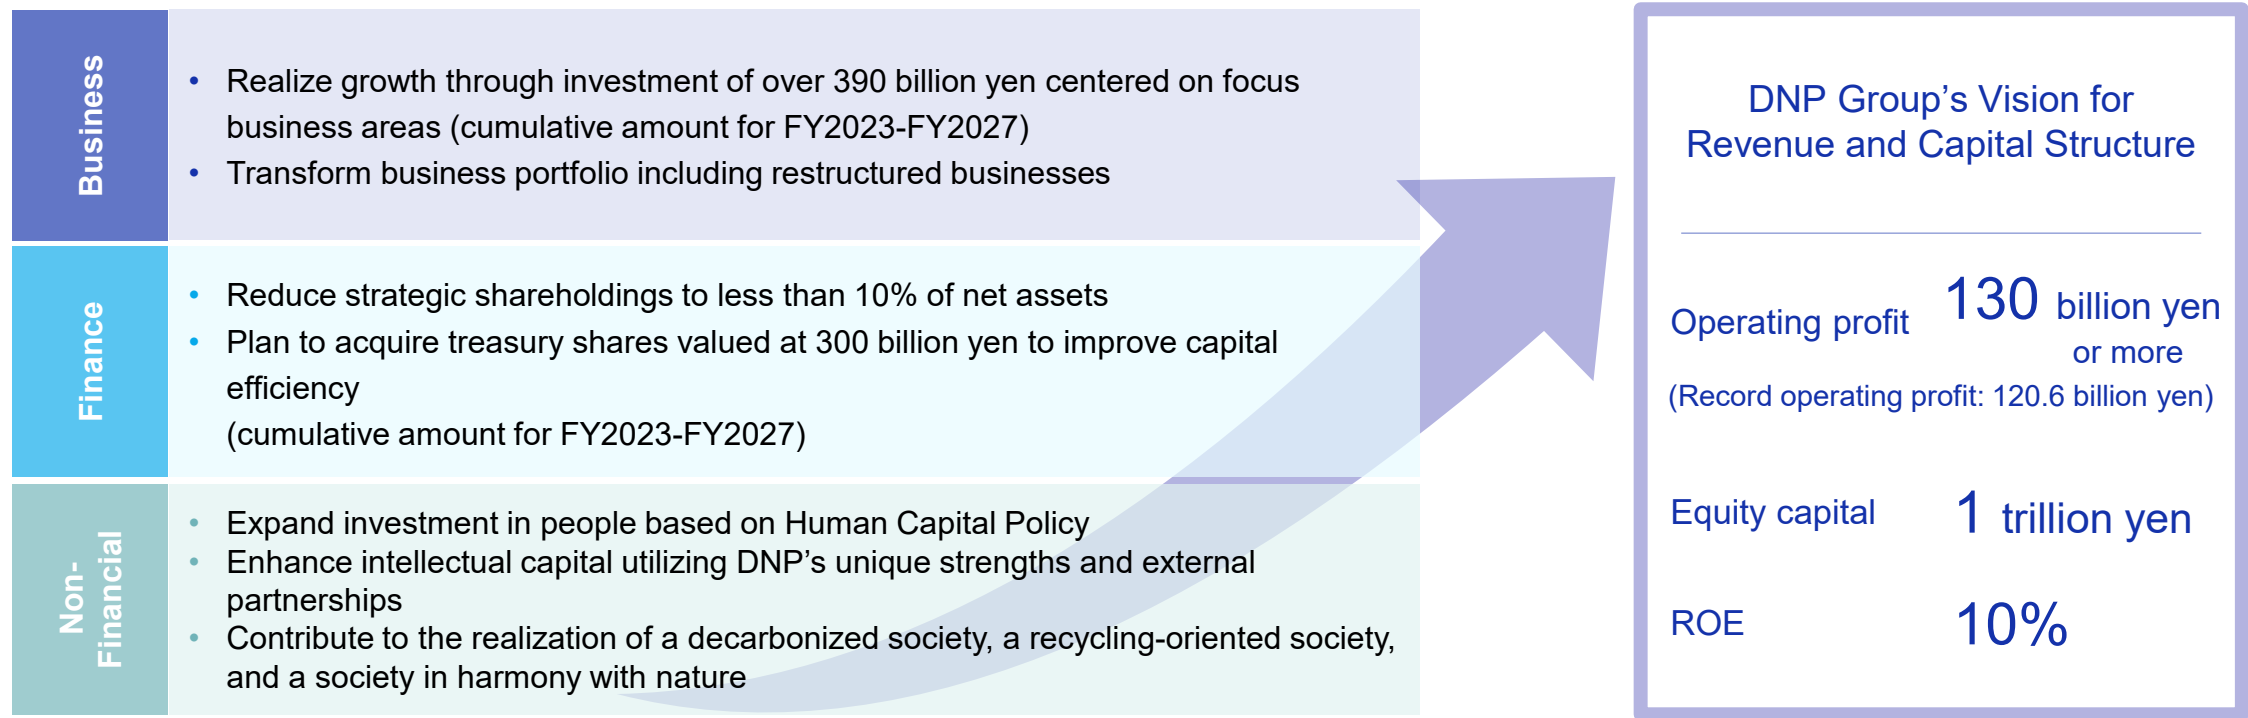 Business
• Realize growth through investment of over 390 billion yen centered on focus
business areas (cumulative amount for FY2023-FY2027)
• Transform business portfolio including restructured businesses
Finance
• Reduce strategic shareholdings to less than 10% of net assets
• Plan to acquire treasury shares valued at 300 billion yen to improve capital
efficiency
(cumulative amount for FY2023-FY2027)
Non-
Financial
• Expand investment in people based on Human Capital Policy
• Enhance intellectual capital utilizing DNP’s unique strengths and external
partnerships
• Contribute to the realization of a decarbonized society, a recycling-oriented society,
and a society in harmony with nature
DNP Group’s Vision for
Revenue and Capital Structure
Operating profit 130 billion yen
or more
(Record operating profit: 120.6 billion yen)
Equity capital 1 trillion yen
ROE 10%